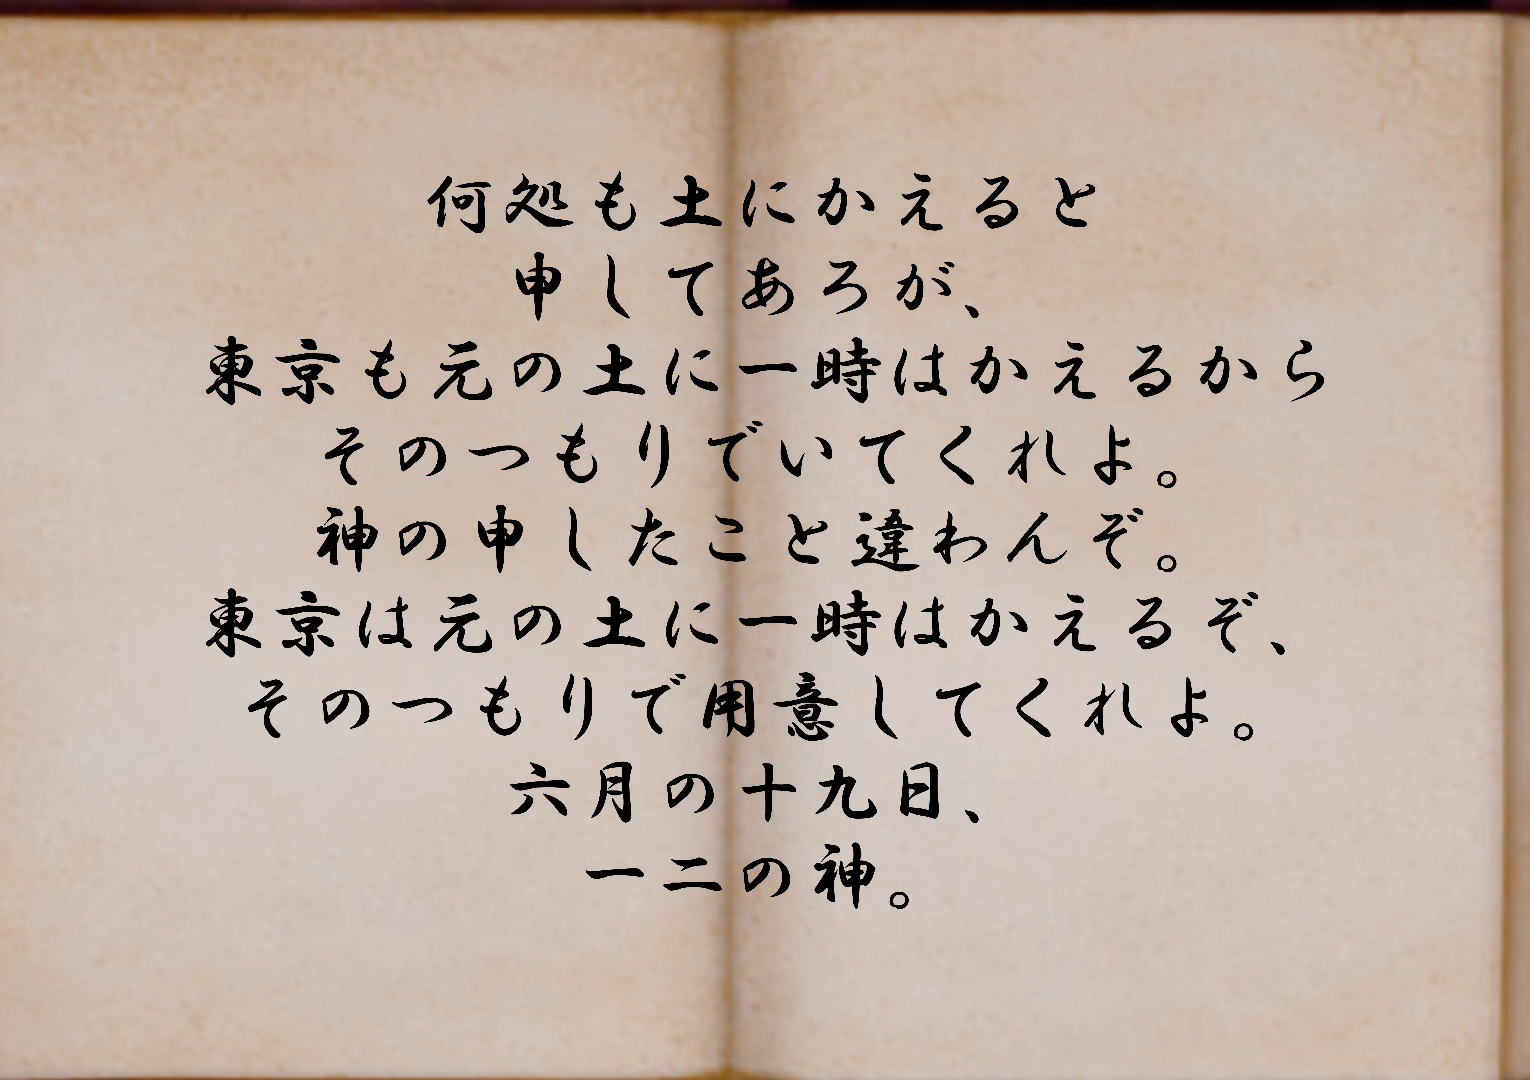 何処も土にかえると
申してあろが、
東京も元の土に一時はかえるから
そのつもりでいてくれよ。
神の申したこと違わんぞ。
東京は元の土に一時はかえるぞ、
そのつもりで用意してくれよ。
六月の十九日、
一二の神。